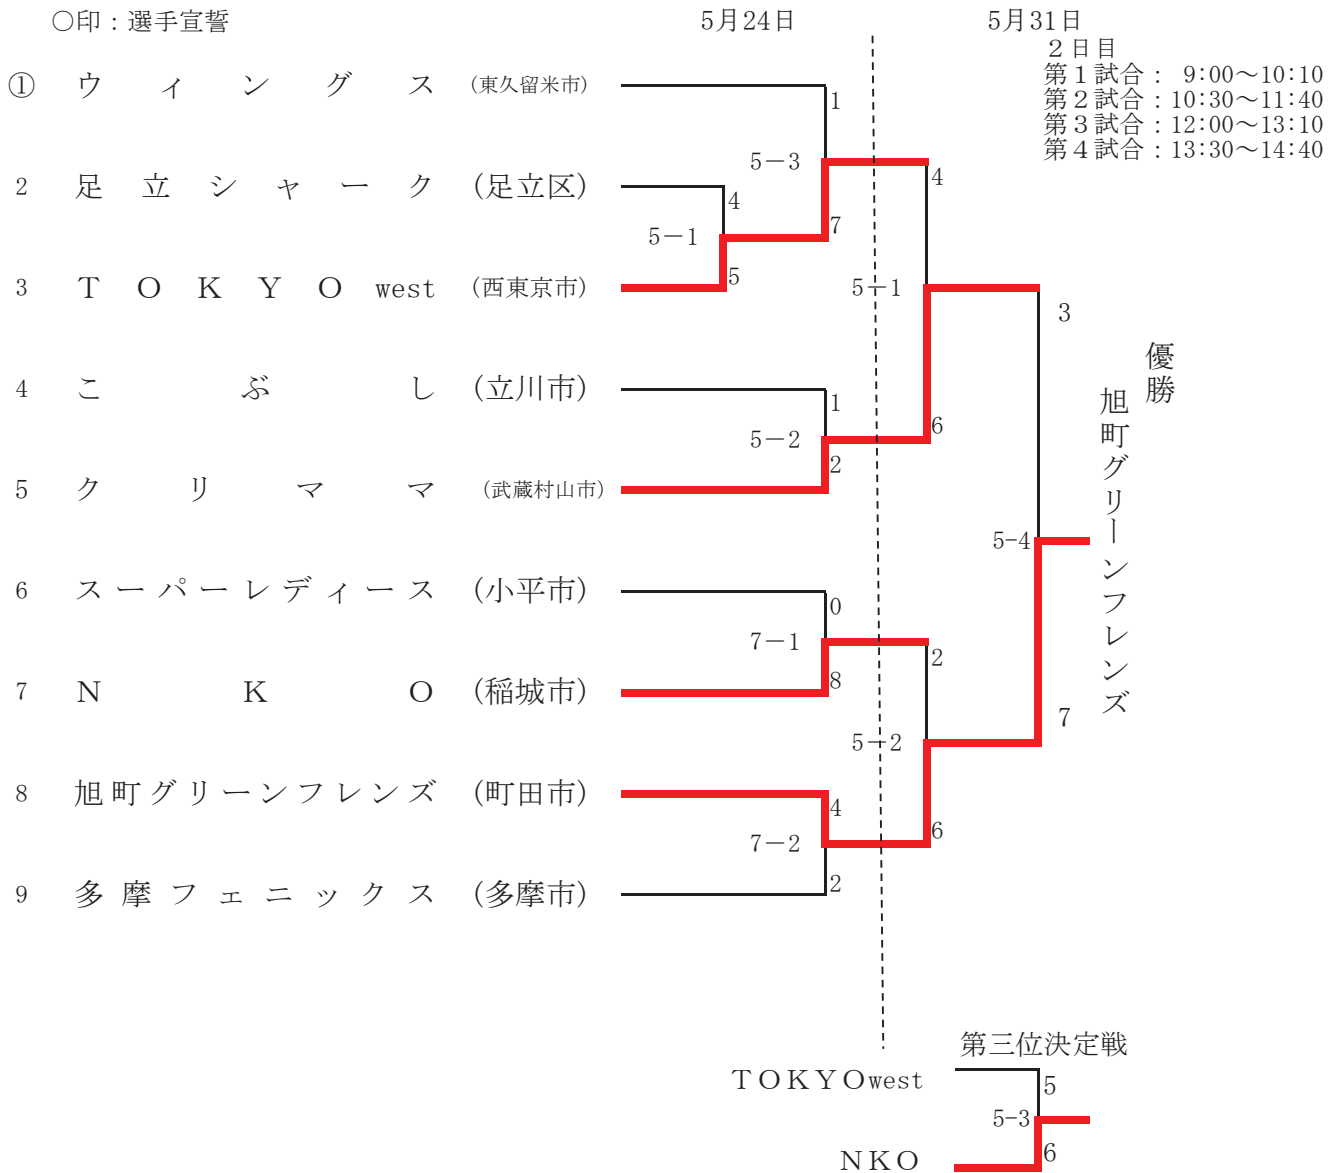 〇印：選手宣誓
5月24日
5月31日
２日目
第１試合： 9:00～10:10
第２試合：10:30～11:40
第３試合：12:00～13:10
第４試合：13:30～14:40
① ウィングス (東久留米市)
1
5－3
2 足立シャーク (足立区)
4
4
5－1
7
3 ＴＯＫＹＯwest (西東京市)
5
5－1
3
4 こぶし (立川市)
1
5－2
6
2
5 クリママ (武蔵村山市)
優勝
旭町グリーンフレンズ
5-4
6 スーパーレディース (小平市)
0
7－1
2
8
7 ＮＫＯ (稲城市)
7
5－2
8 旭町グリーンフレンズ (町田市)
4
7－2
6
2
9 多摩フェニックス (多摩市)
第三位決定戦
ＴＯＫＹＯwest
5
5-3
6
ＮＫＯ